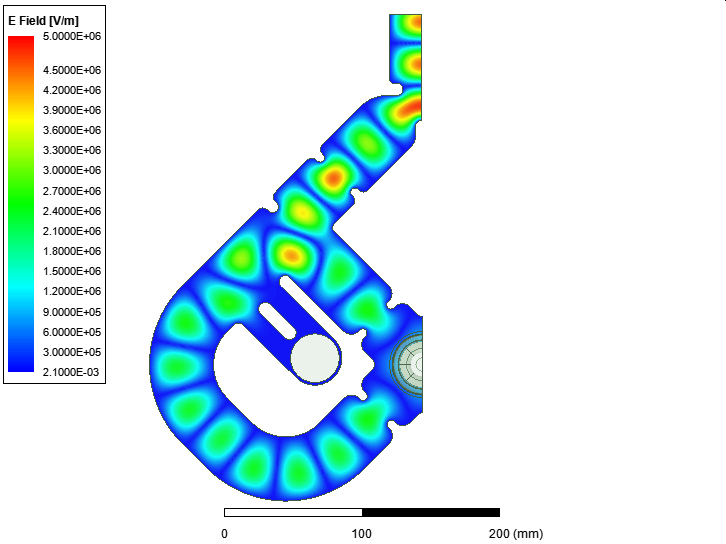 E Field [V/m]
5.0000E+06
4.5000E+06
4.2000E+06
3.9000E+06
3.6000E+06
3.3000E+06
3.0000E+06
2.7000E+06
2.4000E+06
2.1000E+06
1.8000E+06
1.5000E+06
1.2000E+06
9.0000E+05
6.0000E+05
3.0000E+05
2.1000E-03
0 100 200 (mm)